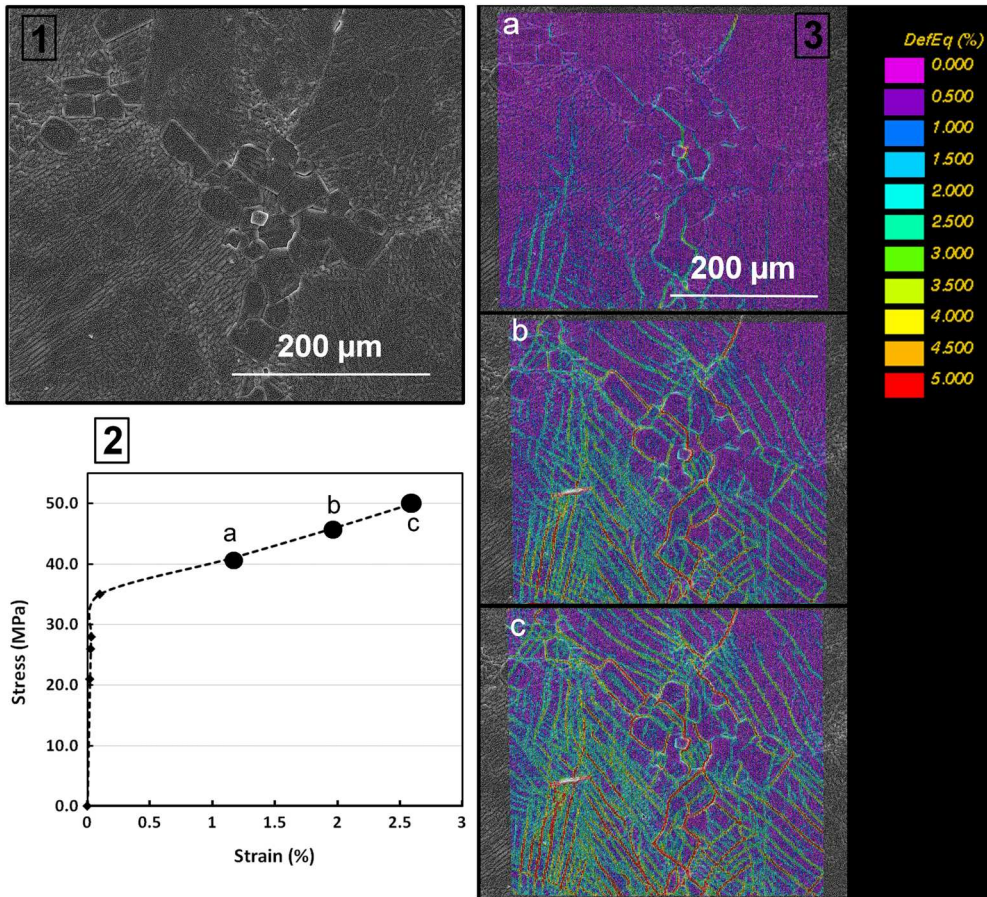 1
200 µm
2
50.0
40.0
30.0
20.0
10.0
0.0
0
0.5
1
1.5
2
2.5
3
Stress (MPa)
Strain (%)
a
b
c
3
a
200 µm
b
c
DefEq (%)
0.000
0.500
1.000
1.500
2.000
2.500
3.000
3.500
4.000
4.500
5.000